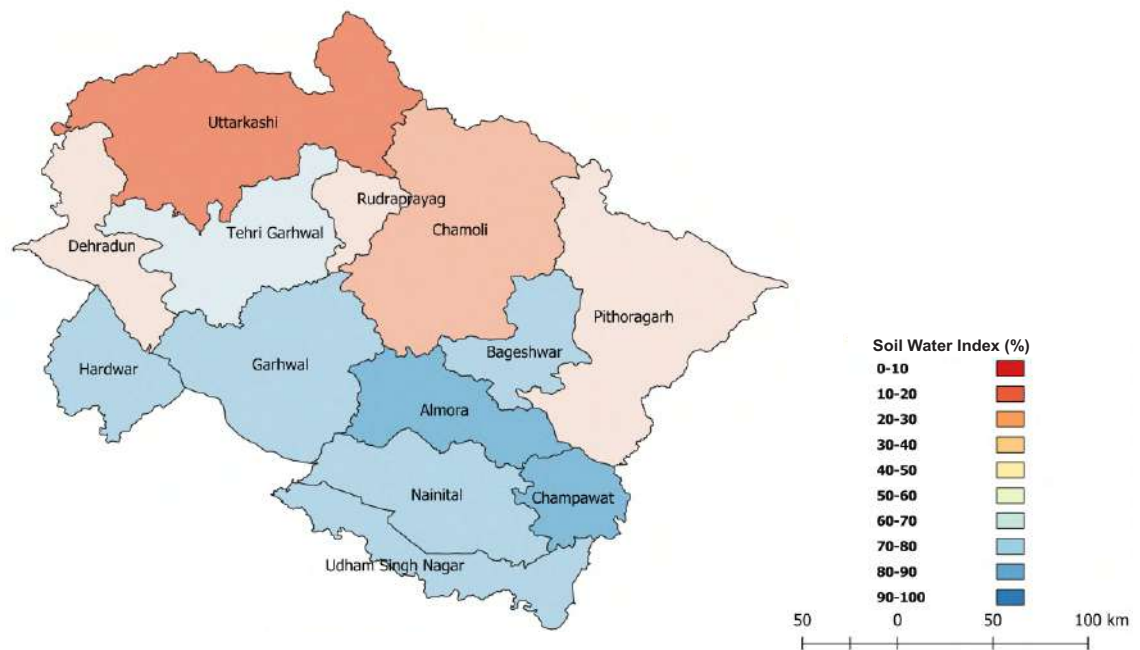 Uttarkashi
Rudraprayag
Chamoli
Tehri Garhwal
Dehradun
Pithoragarh
Bageshwar
Garhwal
Hardwar
Almora
Nainital
Champawat
Udham Singh Nagar
Soil Water Index (%)
0-10
10-20
20-30
30-40
40-50
50-60
60-70
70-80
80-90
90-100
50 0 50 100 km